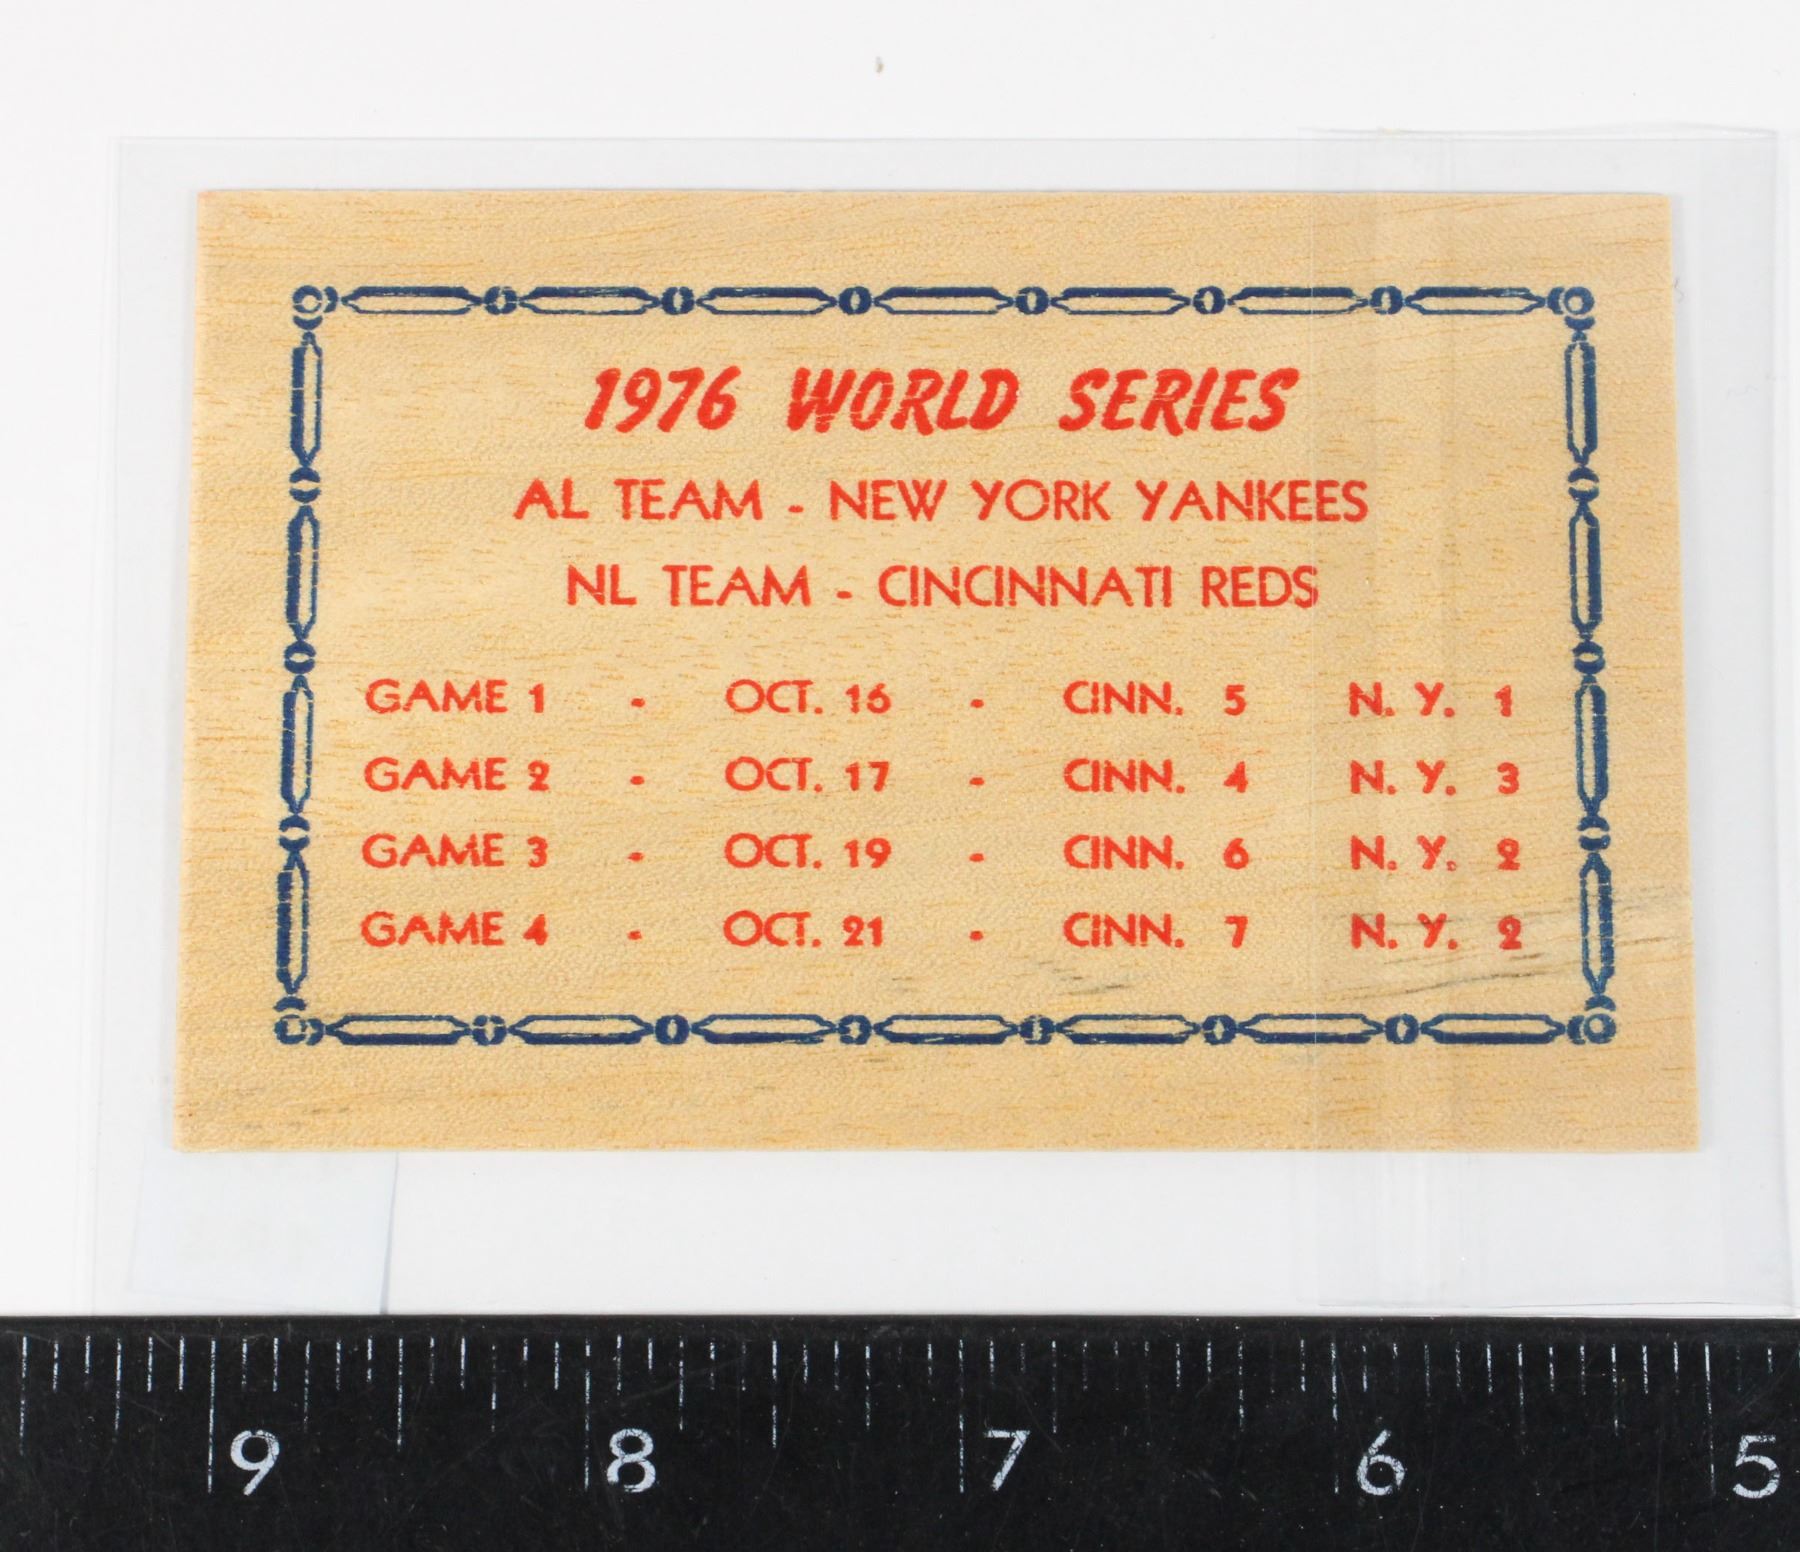 1976 WORLD SERIES
AL TEAM - NEW YORK YANKEES
NL TEAM - CINCINNATI REDS
GAME 1 - OCT. 16 - CINN. 5 N. Y. 1
GAME 2 - OCT. 17 - CINN. 4 N. Y. 3
GAME 3 - OCT. 19 - CINN. 6 N. Y. 2
GAME 4 - OCT. 21 - CINN. 7 N. Y. 2
9 8 7 6 5